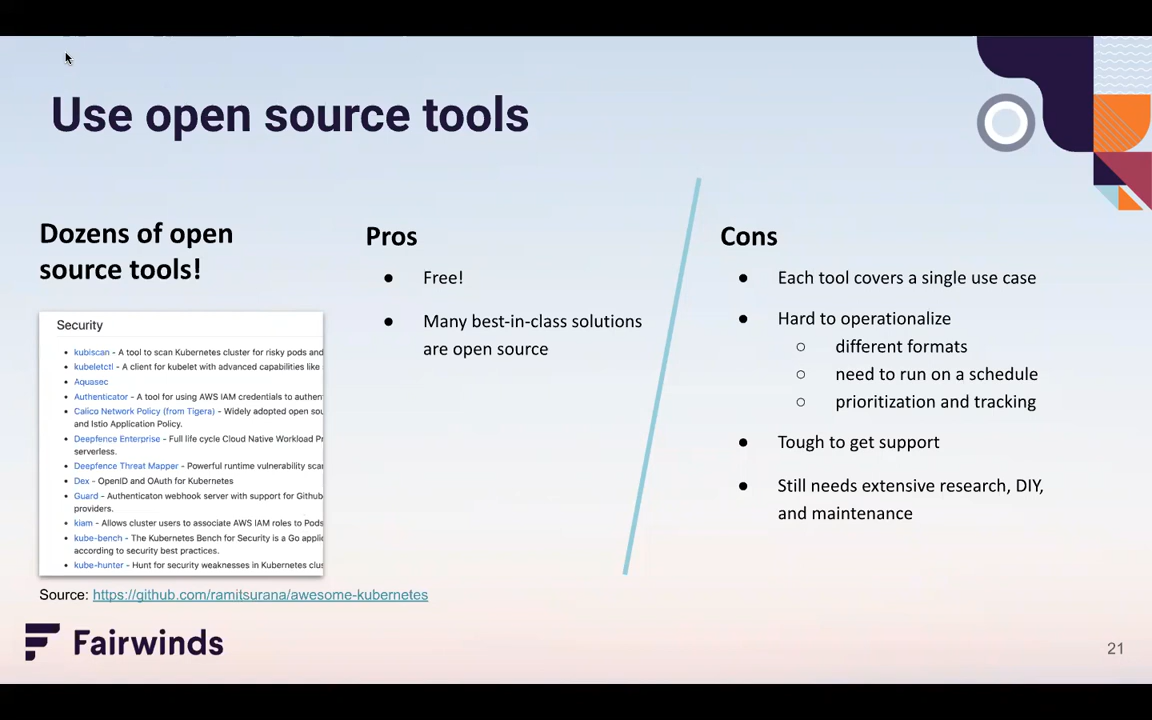 Use open source tools
Dozens of open
source tools!
Security
kubiscan - A tool to scan Kubernetes cluster for risky pods and
kubeletctl - A client for kubelet with advanced capabilities like
Aquasec
Authenticator - A tool for using AWS IAM credentials to authen
Calico Network Policy (from Tigera) - Widely adopted open sou
and Istio Application Policy.
Deepfence Enterprise - Full life cycle Cloud Native Workload Pr
serverless.
Deepfence Threat Mapper - Powerful runtime vulnerability scan
Dex - OpenID and OAuth for Kubernetes
Guard - Authenticaton webhook server with support for Github
providers.
kiam - Allows cluster users to associate AWS IAM roles to Pods
kube-bench - The Kubernetes Bench for Security is a Go applic
according to security best practices.
kube-hunter - Hunt for security weaknesses in Kubernetes clus
Source: https://github.com/ramitsurana/awesome-kubernetes
Pros
● Free!
● Many best-in-class solutions
are open source
Cons
● Each tool covers a single use case
● Hard to operationalize
○ different formats
○ need to run on a schedule
○ prioritization and tracking
● Tough to get support
● Still needs extensive research, DIY,
and maintenance
Fairwinds
21